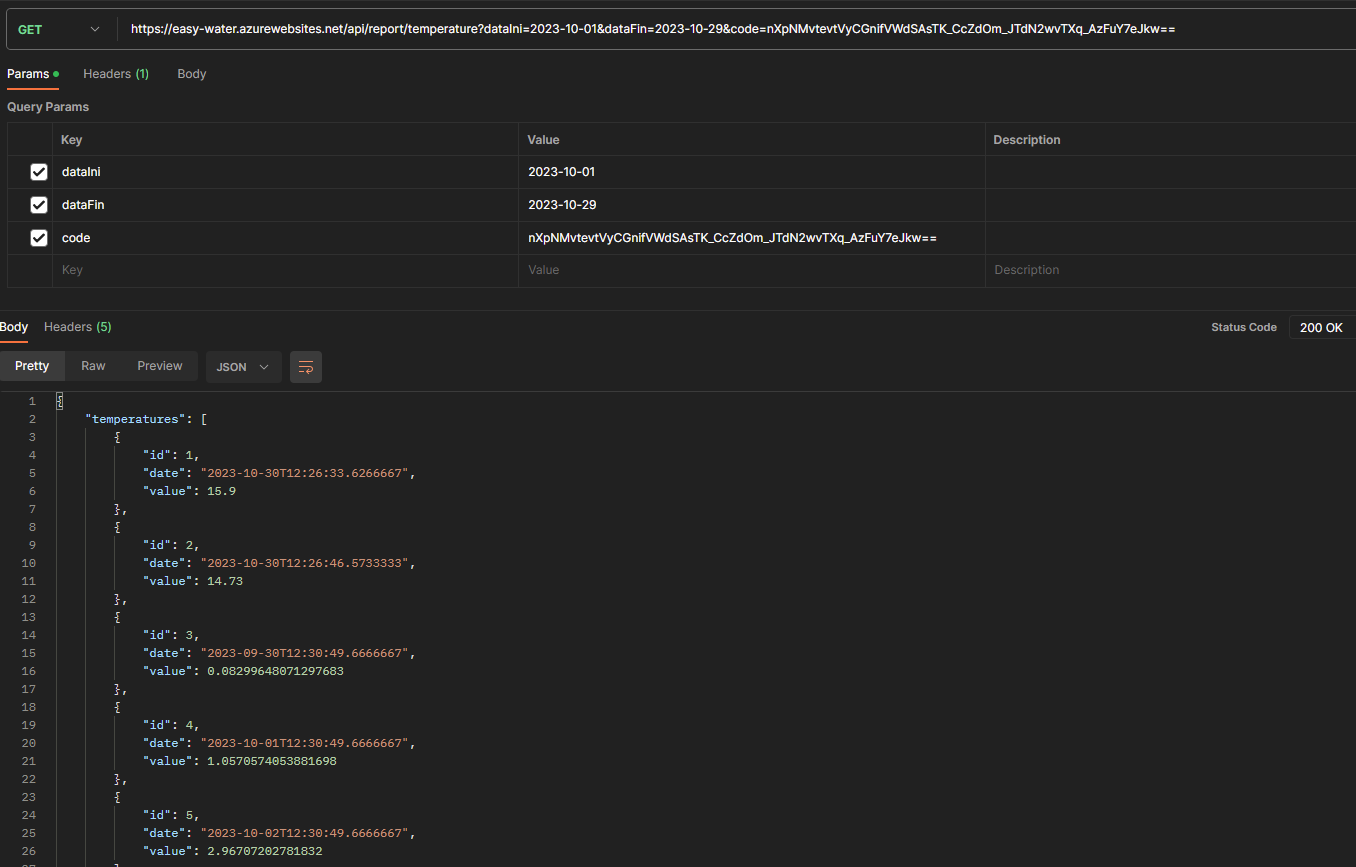 GET https://easy-water.azurewebsites.net/api/report/temperature?dataIni=2023-10-01&dataFin=2023-10-29&code=nXpNMvtevtVyCGnifVWdSAsTK_CcZdOm_JTdN2wvTXq_AzFuY7eJkw==
Params Headers (1) Body
Query Params
Key Value Description
dataIni 2023-10-01
dataFin 2023-10-29
code nXpNMvtevtVyCGnifVWdSAsTK_CcZdOm_JTdN2wvTXq_AzFuY7eJkw==
Key Value Description
Body Headers (5) Status Code 200 OK
Pretty Raw Preview JSON
1 {
2 "temperatures": [
3 {
4 "id": 1,
5 "date": "2023-10-30T12:26:33.6266667",
6 "value": 15.9
7 },
8 {
9 "id": 2,
10 "date": "2023-10-30T12:26:46.5733333",
11 "value": 14.73
12 },
13 {
14 "id": 3,
15 "date": "2023-09-30T12:30:49.6666667",
16 "value": 0.08299648071297683
17 },
18 {
19 "id": 4,
20 "date": "2023-10-01T12:30:49.6666667",
21 "value": 1.0570574053881698
22 },
23 {
24 "id": 5,
25 "date": "2023-10-02T12:30:49.6666667",
26 "value": 2.96707202781832